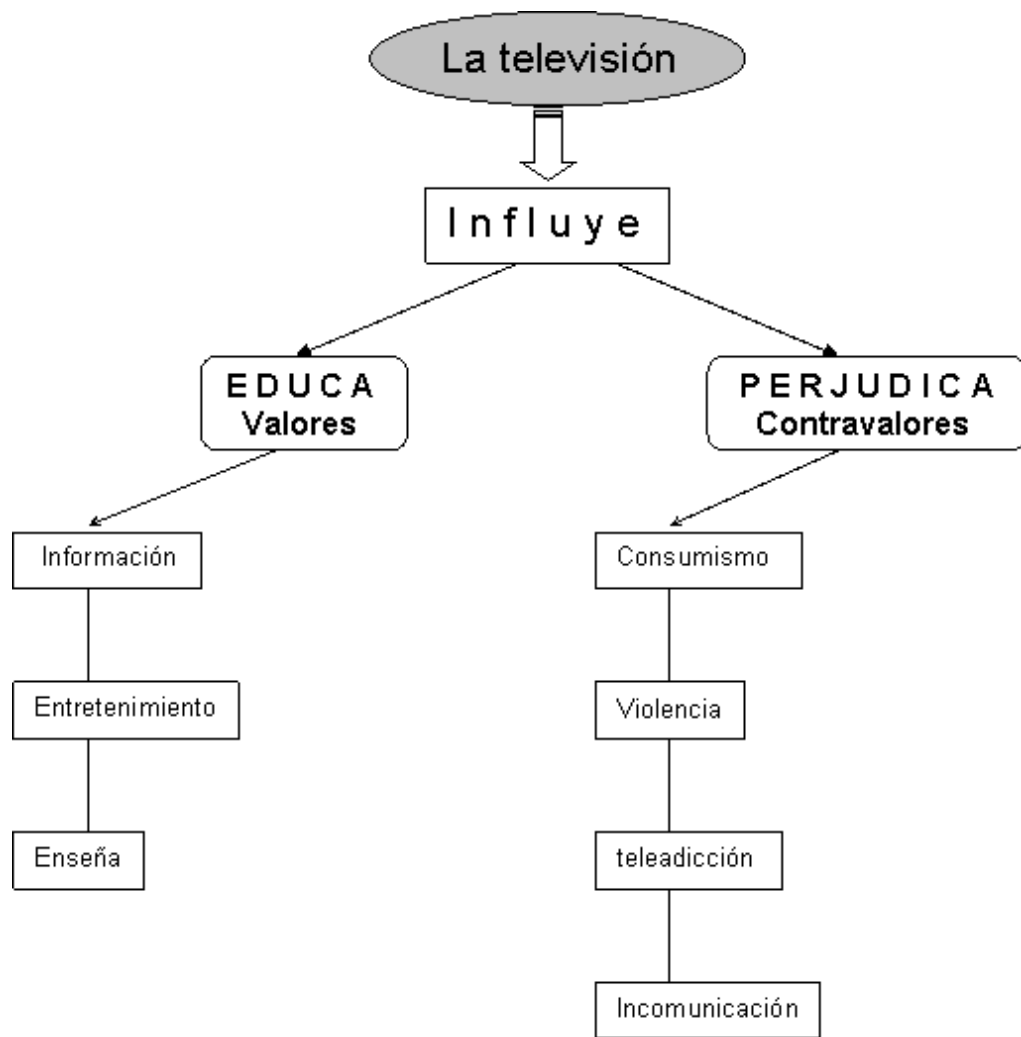 La televisión
Influye
EDUCA
Valores
PERJUDICA
Contravalores
Información
Entretenimiento
Enseña
Consumismo
Violencia
teleadicción
Incomunicación